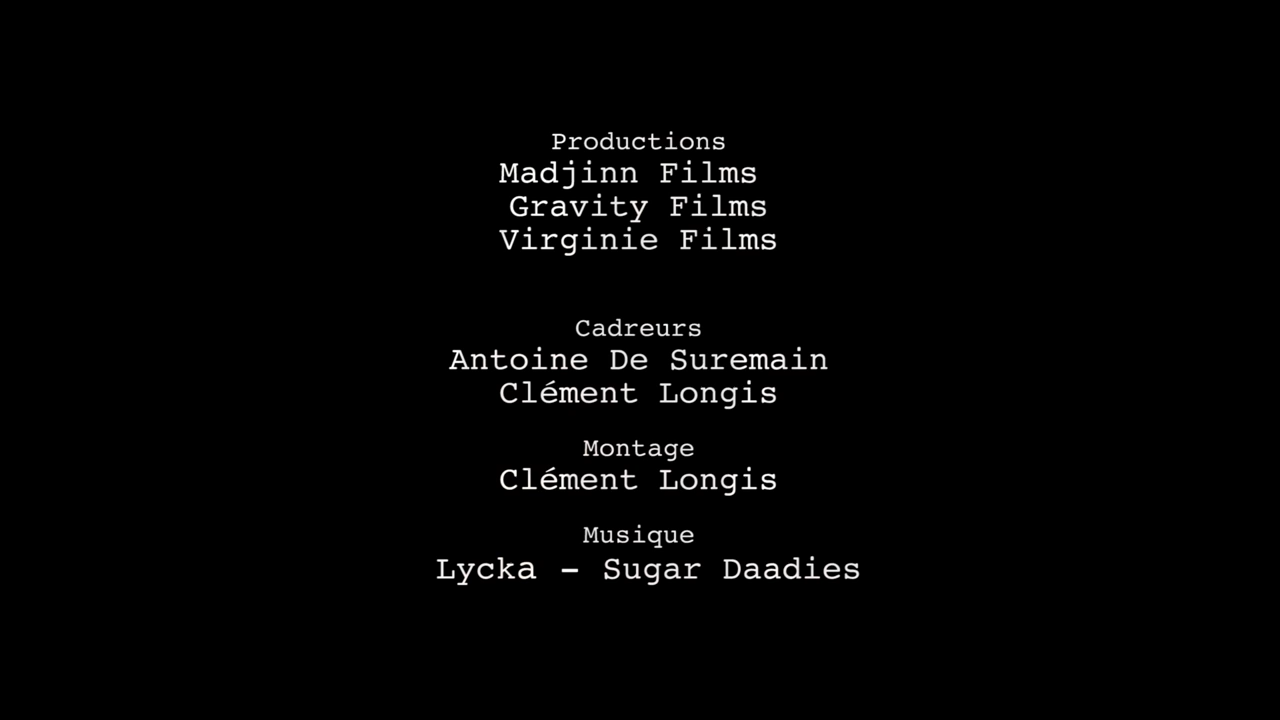 Productions
Madjinn Films
Gravity Films
Virginie Films
Cadreurs
Antoine De Suremain
Clément Longis
Montage
Clément Longis
Musique
Lycka – Sugar Daadies